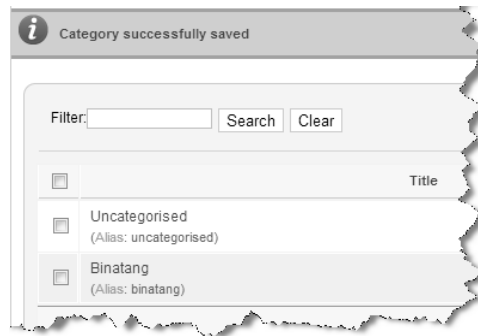 Category successfully saved
Filter: Search Clear
Title
Uncategorised
(Alias: uncategorised)
Binatang
(Alias: binatang)